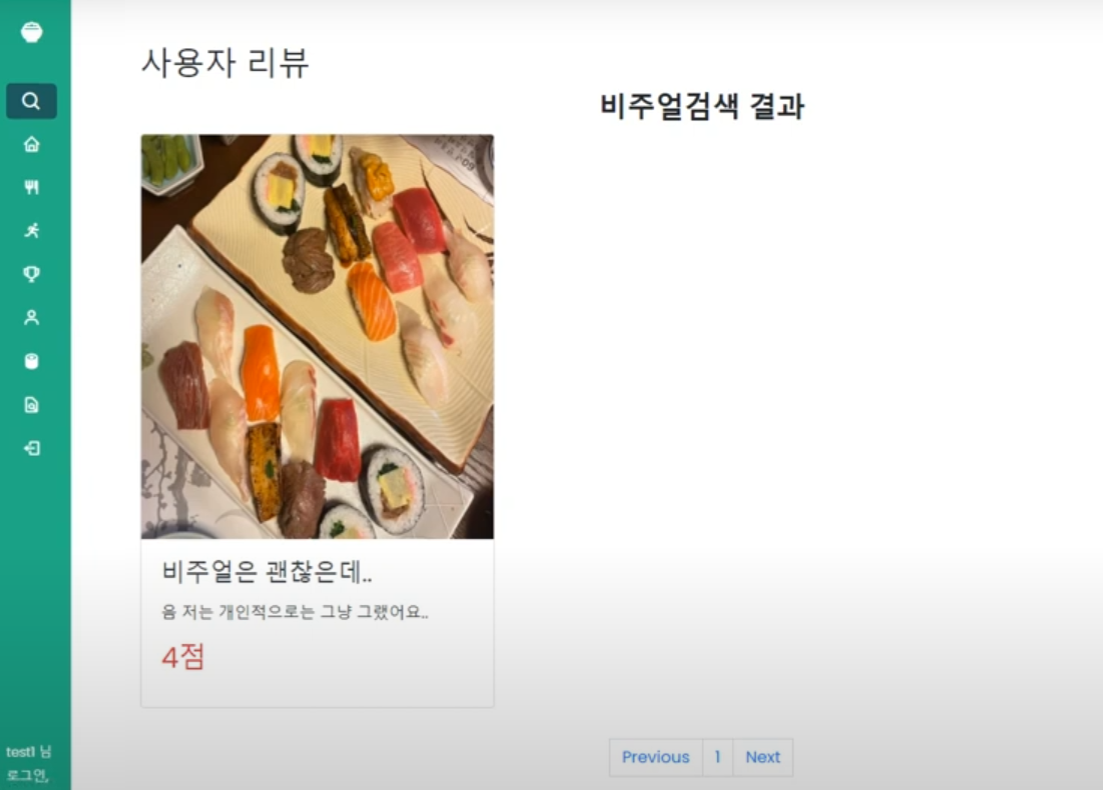 사용자 리뷰
비주얼검색 결과
비주얼은 괜찮은데..
음 저는 개인적으로는 그냥 그랬어요..
4점
Previous 1 Next
test1 님
로그인,